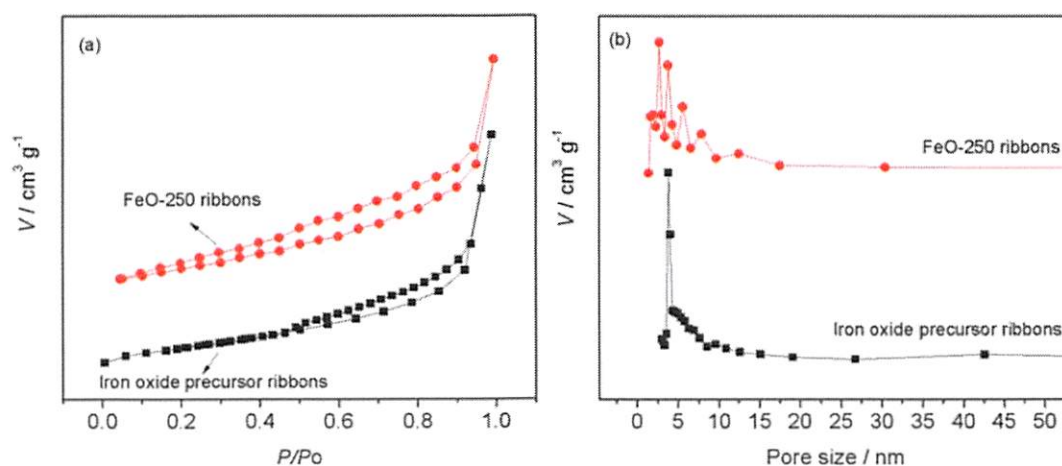 (a)
V / cm³ g⁻¹
FeO-250 ribbons
Iron oxide precursor ribbons
0.0 0.2 0.4 0.6 0.8 1.0
P/Po
(b)
V / cm³ g⁻¹
FeO-250 ribbons
Iron oxide precursor ribbons
0 5 10 15 20 25 30 35 40 45 50
Pore size / nm